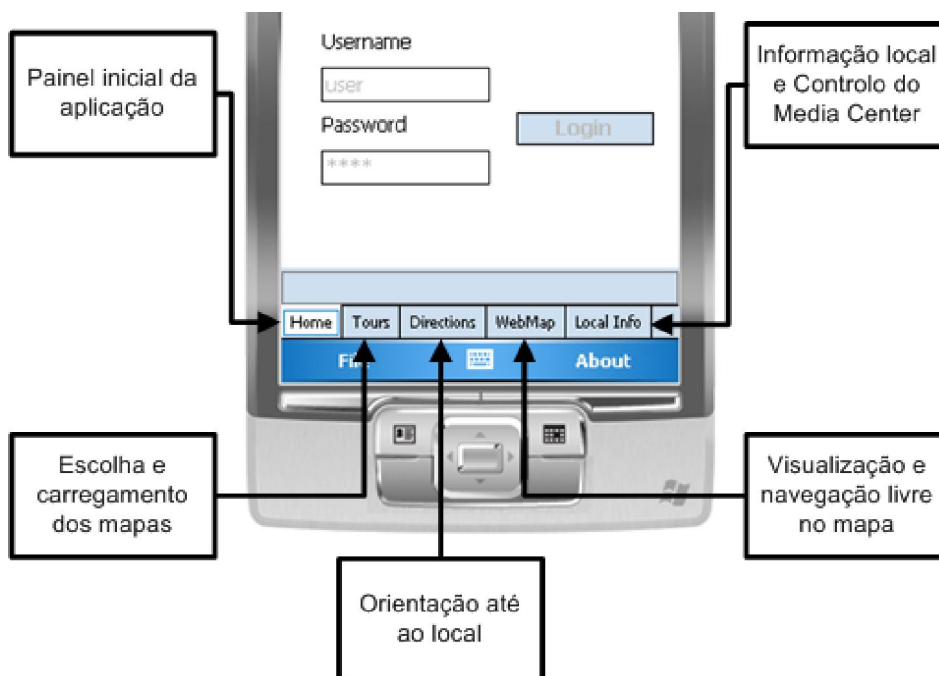 Painel inicial da
aplicação
Username
user
Password
****
Login
Informação local
e Controlo do
Media Center
Home
Tours
Directions
WebMap
Local Info
File
About
Escolha e
carregamento
dos mapas
Orientação até
ao local
Visualização e
navegação livre
no mapa